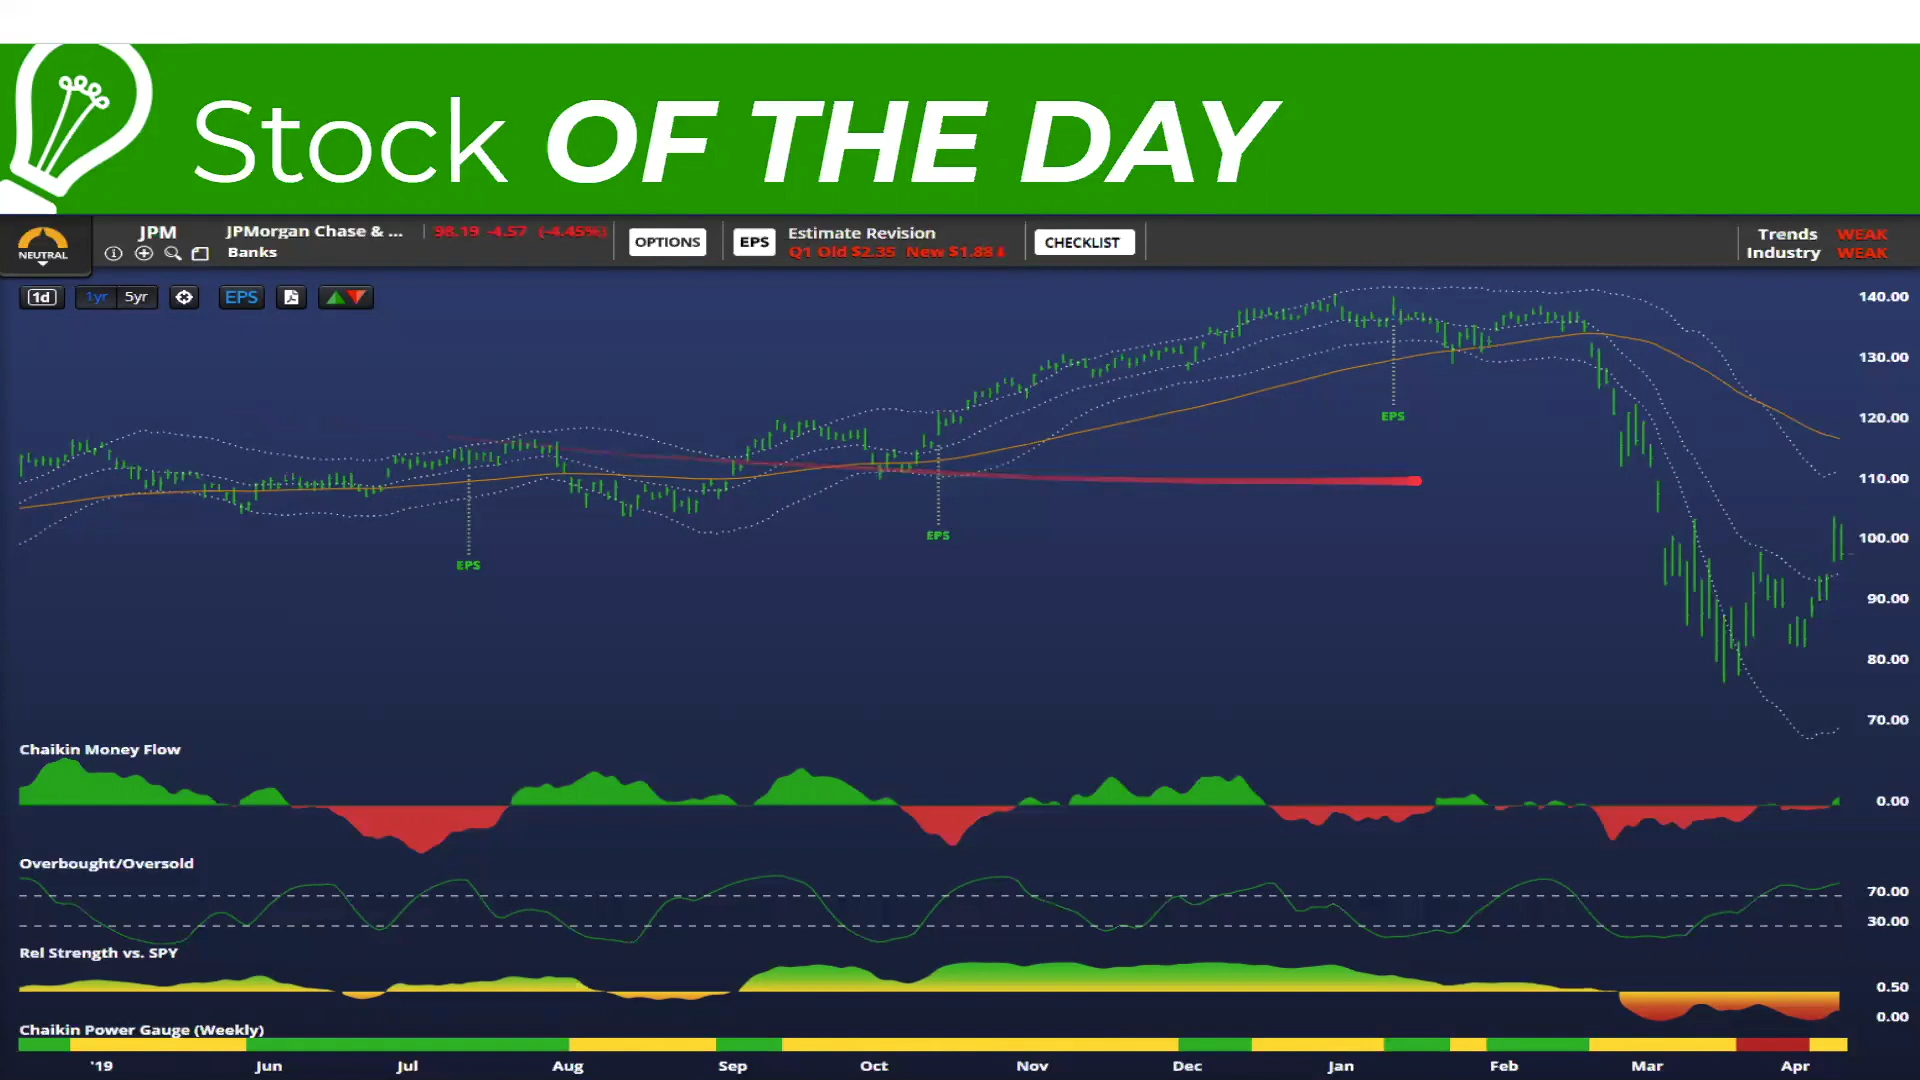 Stock OF THE DAY
NEUTRAL
JPM
JPMorgan Chase & ...
Banks
98.19 -4.57 (-4.45%)
OPTIONS
EPS
Estimate Revision
Q1 Old $2.35 New $1.88
CHECKLIST
Trends WEAK
Industry WEAK
1d
1yr 5yr
EPS
140.00
130.00
120.00
110.00
100.00
90.00
80.00
70.00
EPS
EPS
EPS
Chaikin Money Flow
0.00
Overbought/Oversold
70.00
30.00
Rel Strength vs. SPY
0.50
0.00
Chaikin Power Gauge (Weekly)
'19 Jun Jul Aug Sep Oct Nov Dec Jan Feb Mar Apr